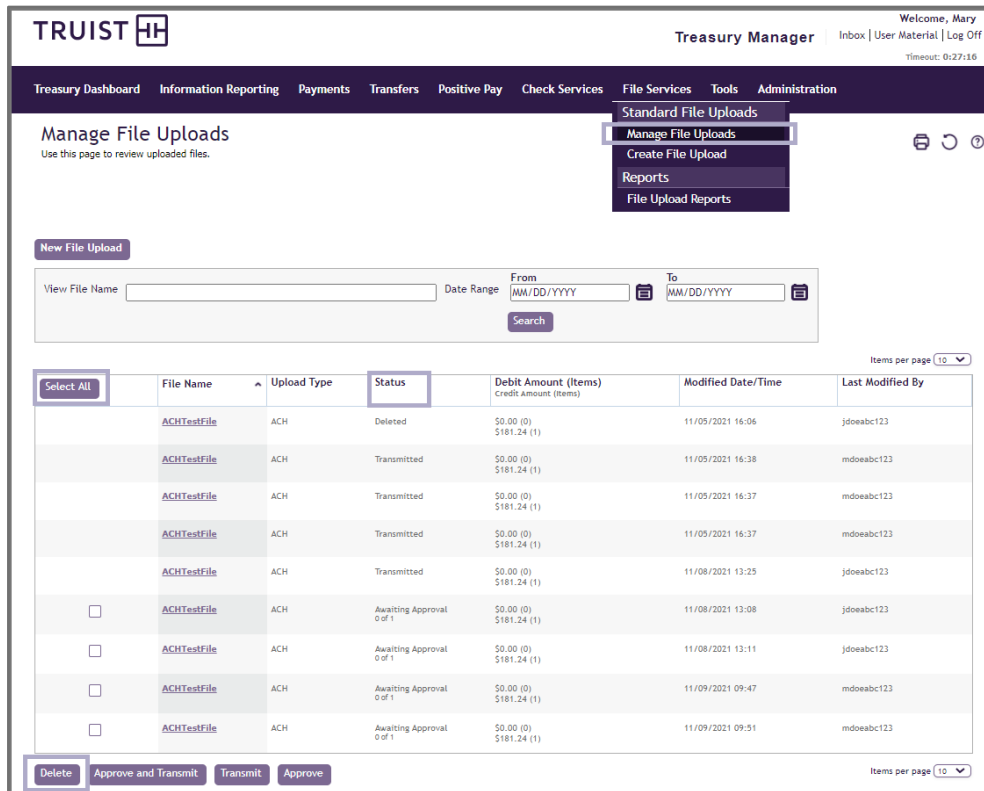 TRUIST
Welcome, Mary
Treasury Manager
Inbox | User Material | Log Off
Timeout: 0:27:16
Treasury Dashboard Information Reporting Payments Transfers Positive Pay Check Services File Services Tools Administration
Standard File Uploads
Manage File Uploads
Create File Upload
Reports
File Upload Reports
Manage File Uploads
Use this page to review uploaded files.
New File Upload
View File Name Date Range From MM/DD/YYYY To MM/DD/YYYY
Search
Items per page 10
Select All File Name Upload Type Status Debit Amount (Items) Modified Date/Time Last Modified By
Credit Amount (Items)
ACHTestFile ACH Deleted $0.00 (0) 11/05/2021 16:06 jdoeabc123
$181.24 (1)
ACHTestFile ACH Transmitted $0.00 (0) 11/05/2021 16:38 mdoeabc123
$181.24 (1)
ACHTestFile ACH Transmitted $0.00 (0) 11/05/2021 16:37 mdoeabc123
$181.24 (1)
ACHTestFile ACH Transmitted $0.00 (0) 11/05/2021 16:37 mdoeabc123
$181.24 (1)
ACHTestFile ACH Transmitted $0.00 (0) 11/08/2021 13:25 jdoeabc123
$181.24 (1)
ACHTestFile ACH Awaiting Approval $0.00 (0) 11/08/2021 13:08 jdoeabc123
0 of 1 $181.24 (1)
ACHTestFile ACH Awaiting Approval $0.00 (0) 11/08/2021 13:11 jdoeabc123
0 of 1 $181.24 (1)
ACHTestFile ACH Awaiting Approval $0.00 (0) 11/09/2021 09:47 mdoeabc123
0 of 1 $181.24 (1)
ACHTestFile ACH Awaiting Approval $0.00 (0) 11/09/2021 09:51 mdoeabc123
0 of 1 $181.24 (1)
Delete Approve and Transmit Transmit Approve Items per page 10